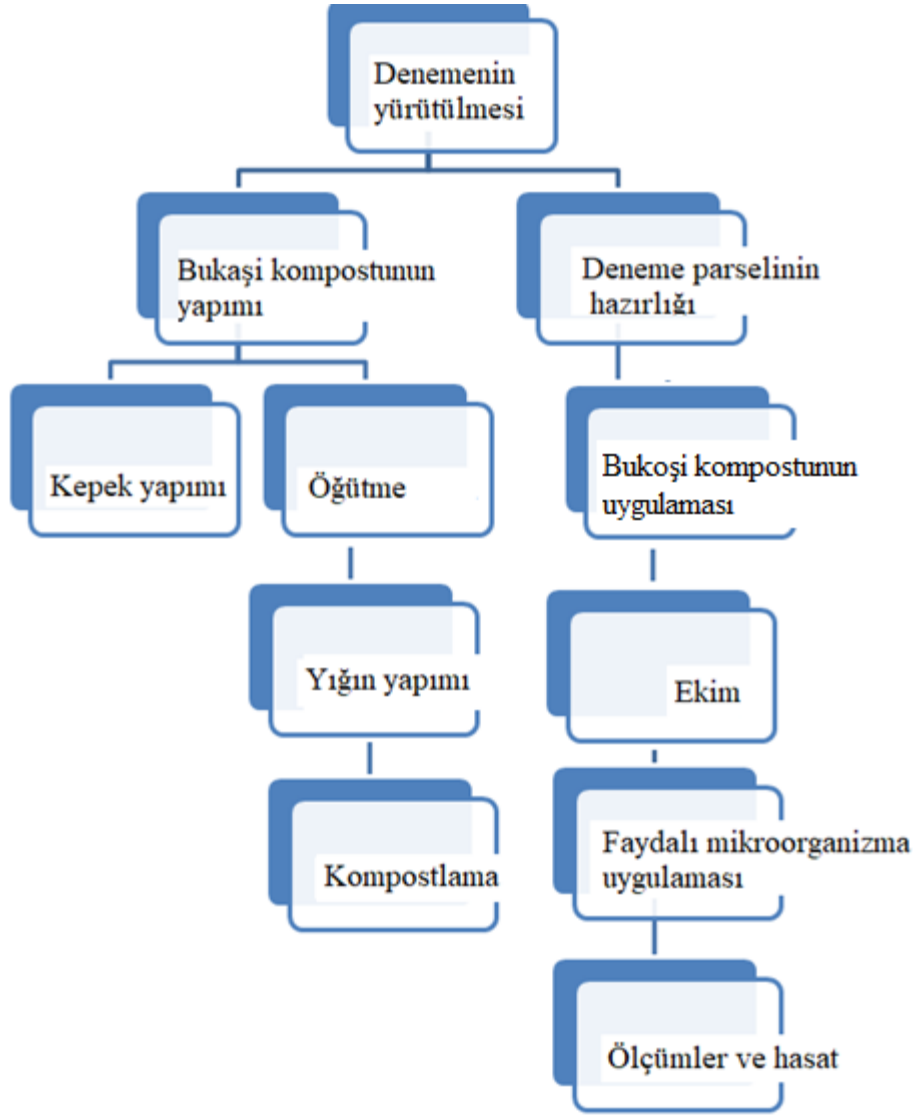 Denemenin
yürütülmesi
Bukaşi kompostunun
yapımı
Deneme parselinin
hazırlığı
Kepek yapımı
Öğütme
Bukoşi kompostunun
uygulaması
Yığın yapımı
Ekim
Kompostlama
Faydalı mikroorganizma
uygulaması
Ölçümler ve hasat